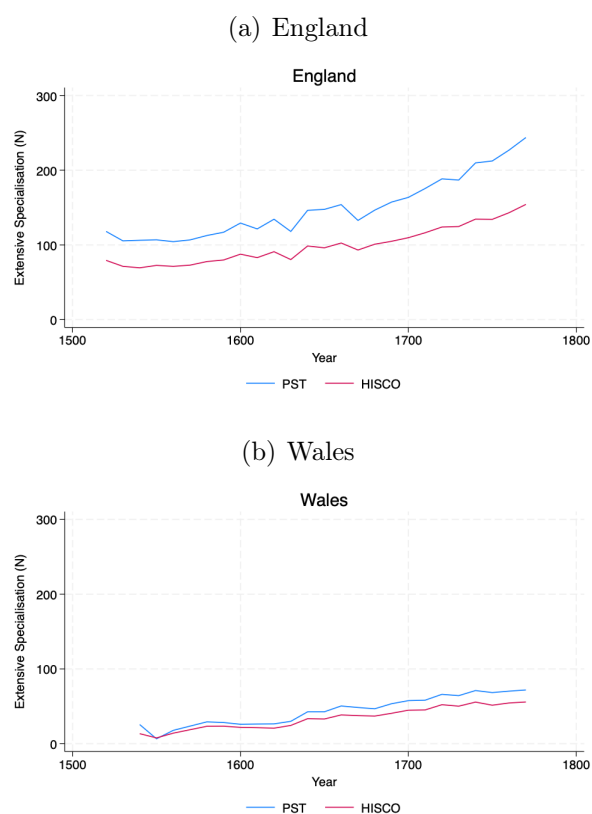 (a) England
England
Extensive Specialisation (N)
300
200
100
0
1500
1600
1700
1800
Year
PST
HISCO
(b) Wales
Wales
Extensive Specialisation (N)
300
200
100
0
1500
1600
1700
1800
Year
PST
HISCO